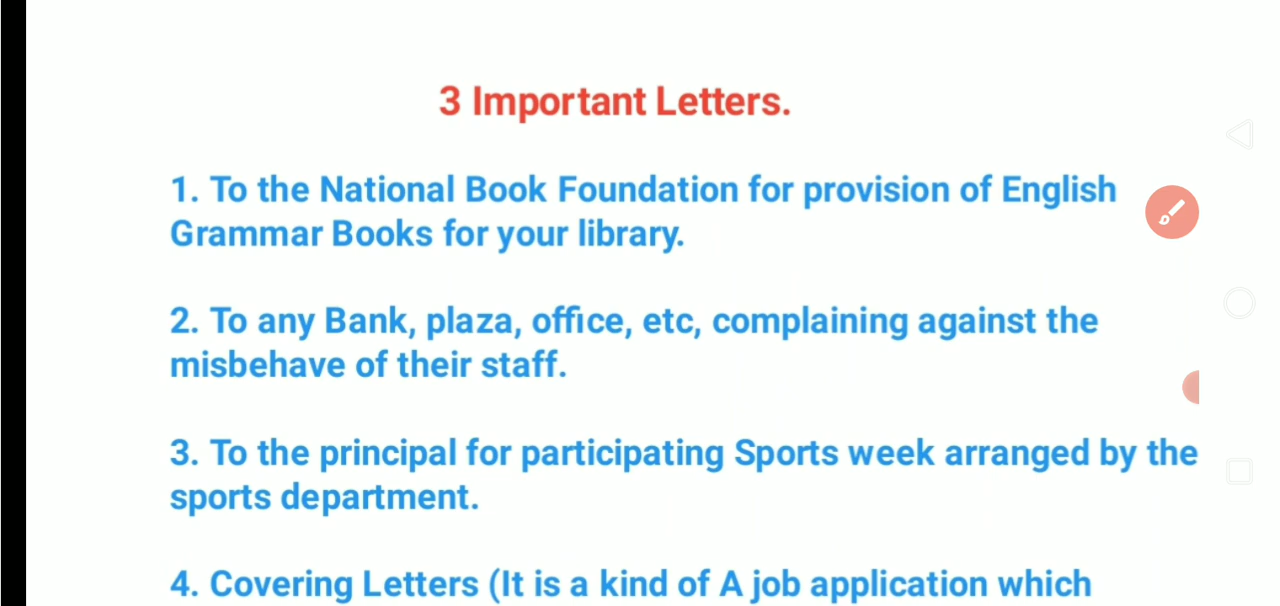 3 Important Letters.
1. To the National Book Foundation for provision of English
Grammar Books for your library.
2. To any Bank, plaza, office, etc, complaining against the
misbehave of their staff.
3. To the principal for participating Sports week arranged by the
sports department.
4. Covering Letters (It is a kind of A job application which